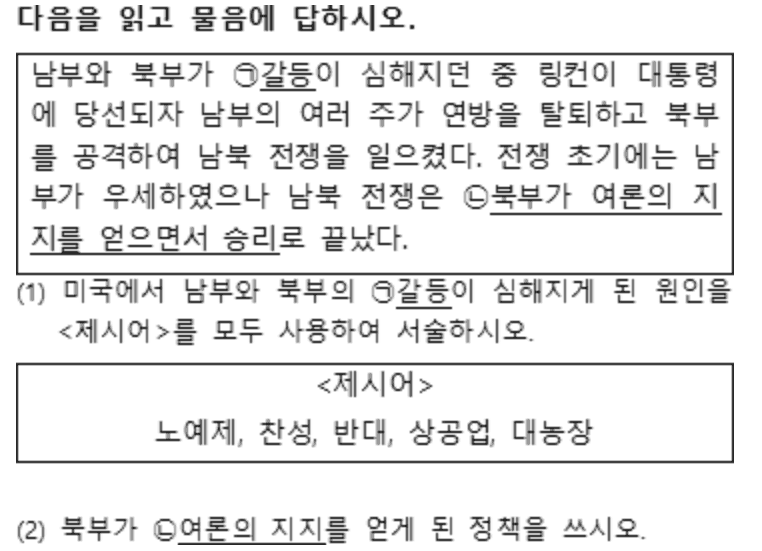 다음을 읽고 물음에 답하시오.
남부와 북부가 ㉠갈등이 심해지던 중 링컨이 대통령
에 당선되자 남부의 여러 주가 연방을 탈퇴하고 북부
를 공격하여 남북 전쟁을 일으켰다. 전쟁 초기에는 남
부가 우세하였으나 남북 전쟁은 ㉡북부가 여론의 지
지를 얻으면서 승리로 끝났다.
(1) 미국에서 남부와 북부의 ㉠갈등이 심해지게 된 원인을
<제시어>를 모두 사용하여 서술하시오.
<제시어>
노예제, 찬성, 반대, 상공업, 대농장
(2) 북부가 ㉡여론의 지지를 얻게 된 정책을 쓰시오.